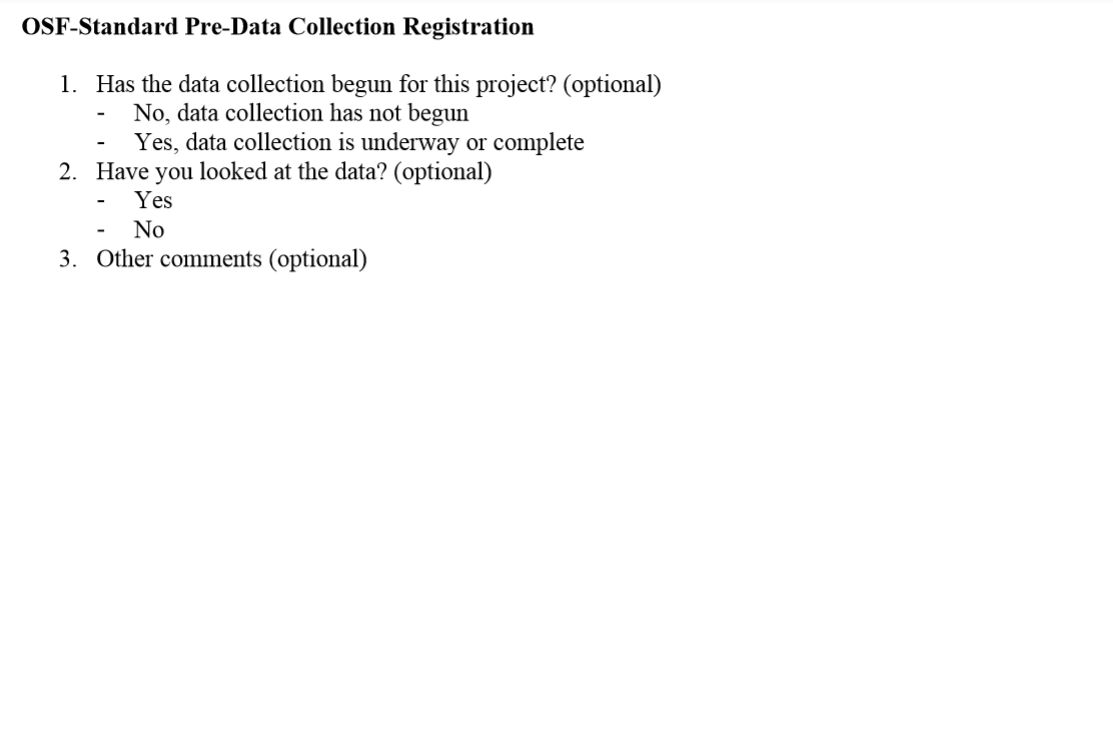 OSF-Standard Pre-Data Collection Registration
1. Has the data collection begun for this project? (optional)
- No, data collection has not begun
- Yes, data collection is underway or complete
2. Have you looked at the data? (optional)
- Yes
- No
3. Other comments (optional)